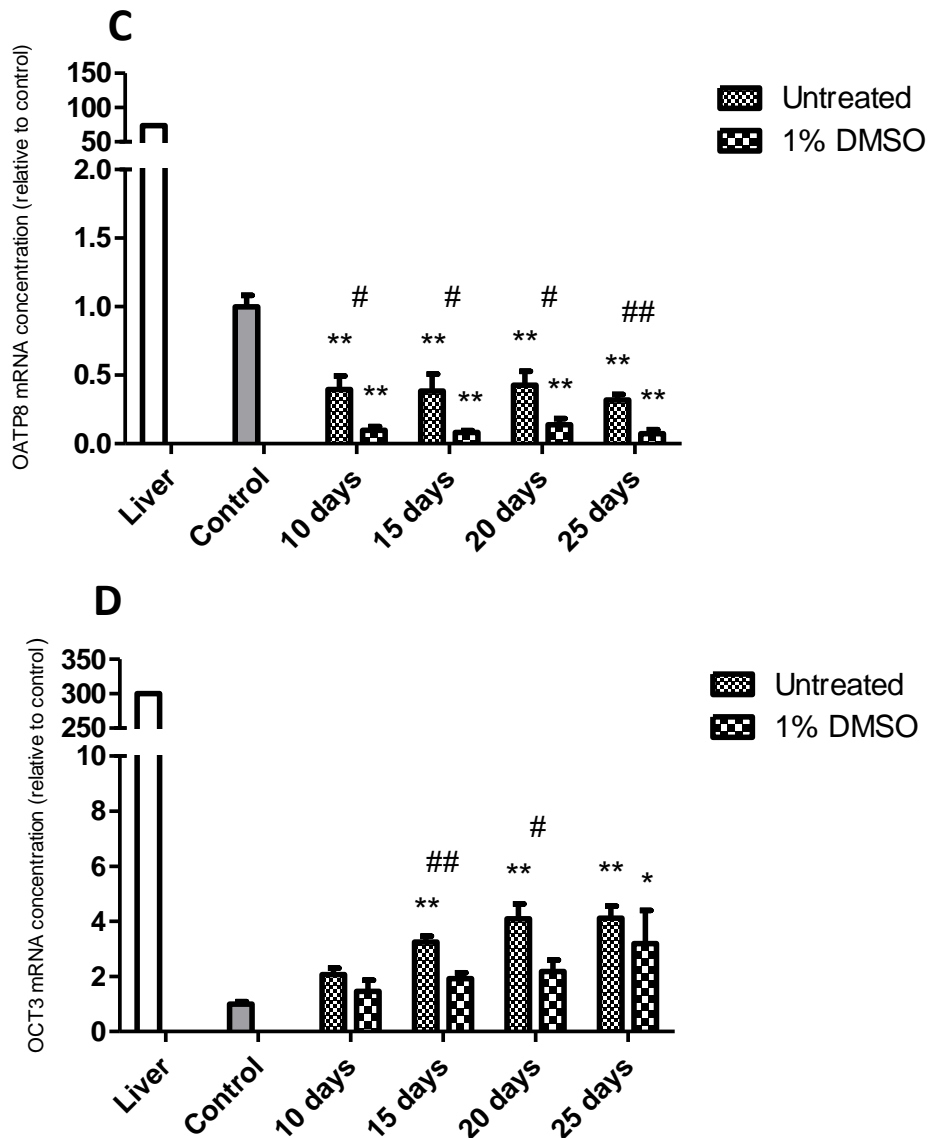 C
OATP8 mRNA concentration (relative to control)
150
100
50
2.0
1.5
1.0
0.5
0.0
# # # ##
** ** ** **
** ** ** **
Liver Control 10 days 15 days 20 days 25 days
Untreated
1% DMSO
D
OCT3 mRNA concentration (relative to control)
350
300
250
10
8
6
4
2
0
## #
** ** ** *
Liver Control 10 days 15 days 20 days 25 days
Untreated
1% DMSO